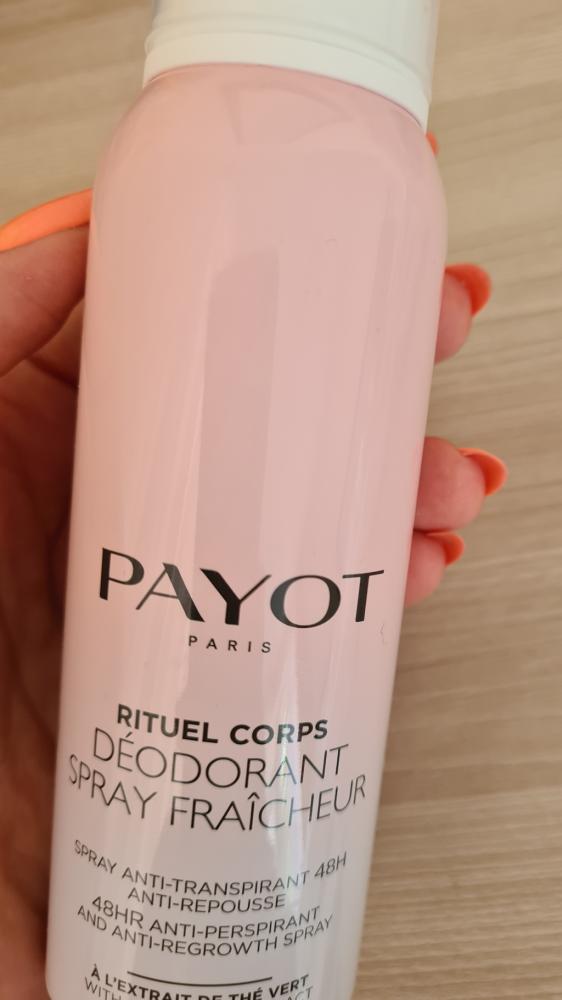 PAYOT
PARIS
RITUEL CORPS
DÉODORANT
SPRAY FRAÎCHEUR
SPRAY ANTI-TRANSPIRANT 48H
ANTI-REPOUSSE
48HR ANTI-PERSPIRANT
AND ANTI-REGROWTH SPRAY
À L'EXTRAIT DE THÉ VERT
WITH